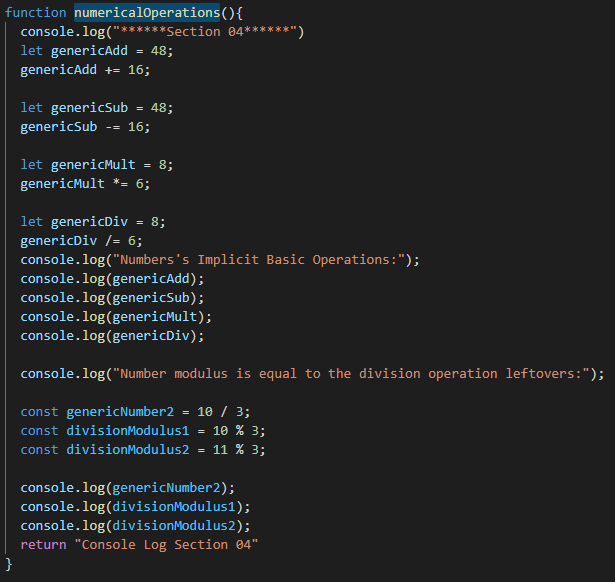 function numericalOperations(){
console.log("******Section 04******")
let genericAdd = 48;
genericAdd += 16;
let genericSub = 48;
genericSub -= 16;
let genericMult = 8;
genericMult *= 6;
let genericDiv = 8;
genericDiv /= 6;
console.log("Numbers's Implicit Basic Operations:");
console.log(genericAdd);
console.log(genericSub);
console.log(genericMult);
console.log(genericDiv);
console.log("Number modulus is equal to the division operation leftovers:");
const genericNumber2 = 10 / 3;
const divisionModulus1 = 10 % 3;
const divisionModulus2 = 11 % 3;
console.log(genericNumber2);
console.log(divisionModulus1);
console.log(divisionModulus2);
return "Console Log Section 04"
}